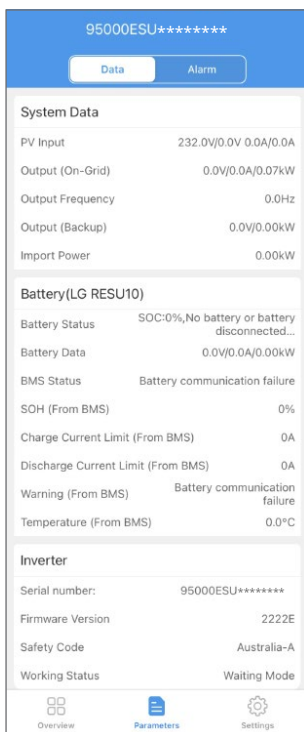 95000ESU********
Data Alarm
System Data
PV Input 232.0V/0.0V 0.0A/0.0A
Output (On-Grid) 0.0V/0.0A/0.07kW
Output Frequency 0.0Hz
Output (Backup) 0.0V/0.00kW
Import Power 0.00kW
Battery(LG RESU10)
Battery Status SOC:0%,No battery or battery
disconnected...
Battery Data 0.0V/0.0A/0.00kW
BMS Status Battery communication failure
SOH (From BMS) 0%
Charge Current Limit (From BMS) 0A
Discharge Current Limit (From BMS) 0A
Warning (From BMS) Battery communication
failure
Temperature (From BMS) 0.0°C
Inverter
Serial number: 95000ESU********
Firmware Version 2222E
Safety Code Australia-A
Working Status Waiting Mode
Overview Parameters Settings